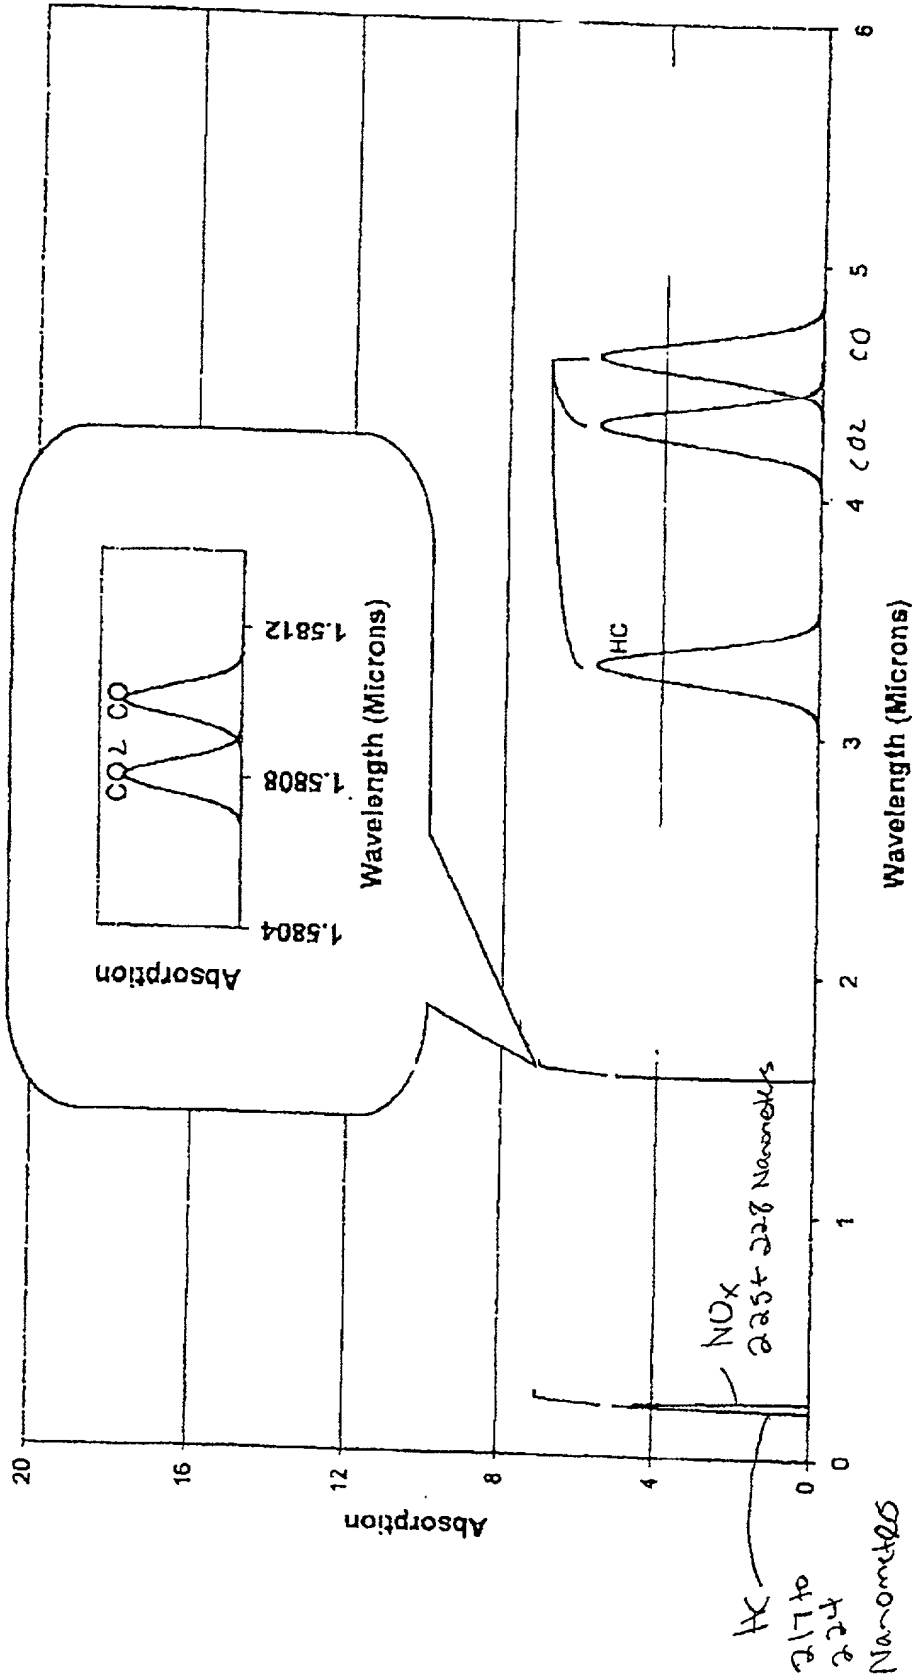 Absorption
20
16
12
8
4
0
1
2
3
4
5
6
Wavelength (Microns)
Absorption
CO2
CO
1.5804
1.5808
1.5812
Wavelength (Microns)
HC
CO2
CO
NOx
225+ 228 Nanometers
HC
217 to
224
Nanometers